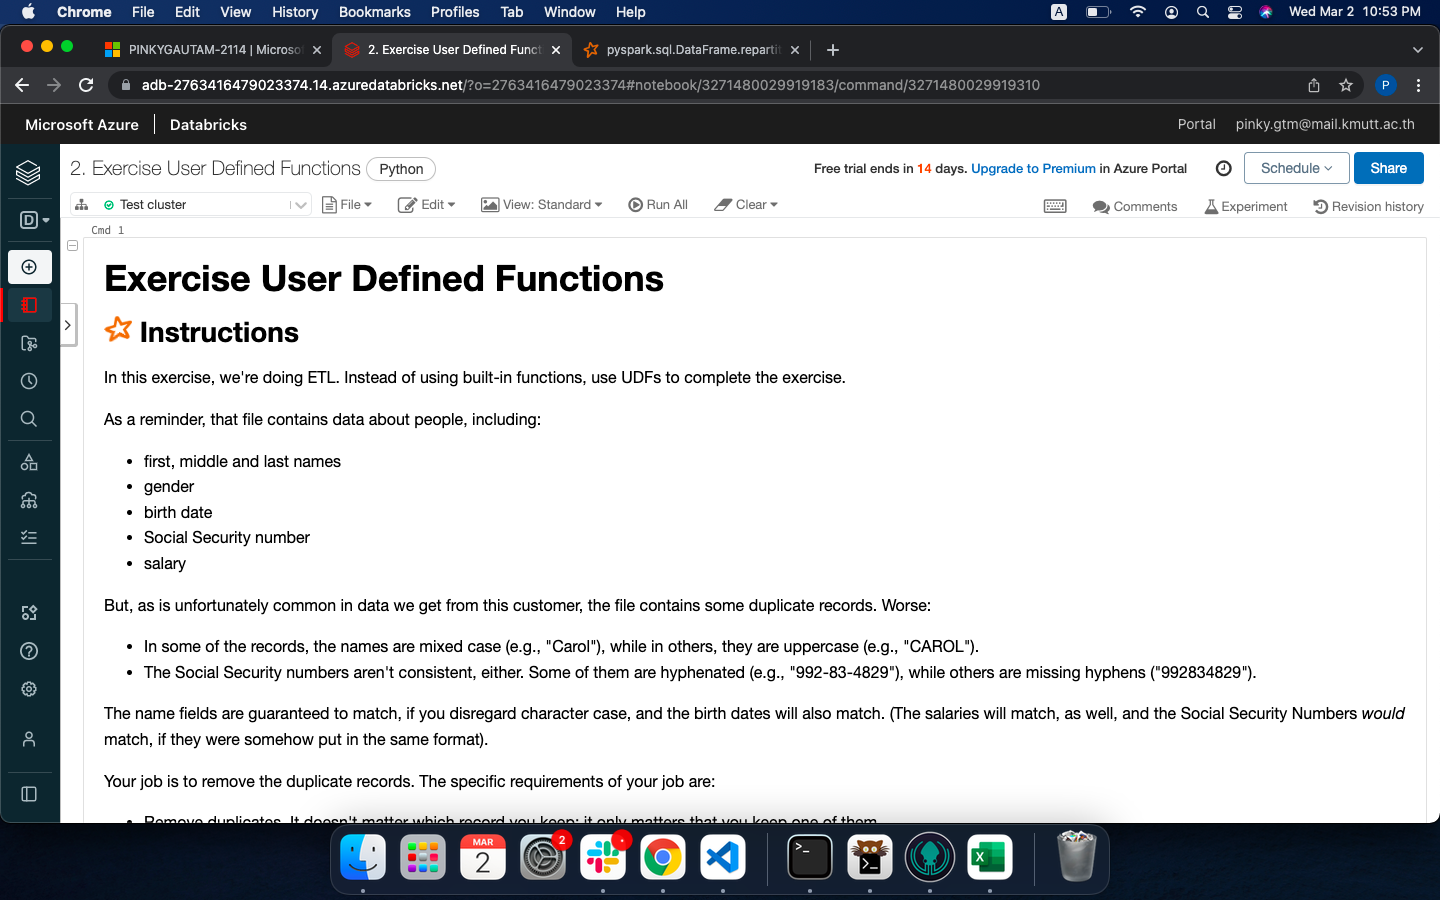 Chrome File Edit View History Bookmarks Profiles Tab Window Help A Wed Mar 2 10:53 PM
PINKYGAUTAM-2114 | Microso 2. Exercise User Defined Funct pyspark.sql.DataFrame.repartiti
adb-2763416479023374.14.azuredatabricks.net/?o=2763416479023374#notebook/3271480029919183/command/3271480029919310 P
Microsoft Azure Databricks Portal pinky.gtm@mail.kmutt.ac.th
2. Exercise User Defined Functions Python Free trial ends in 14 days. Upgrade to Premium in Azure Portal Schedule Share
D Test cluster File Edit View: Standard Run All Clear Comments Experiment Revision history
Cmd 1
Exercise User Defined Functions
Instructions
In this exercise, we're doing ETL. Instead of using built-in functions, use UDFs to complete the exercise.
As a reminder, that file contains data about people, including:
• first, middle and last names
• gender
• birth date
• Social Security number
• salary
But, as is unfortunately common in data we get from this customer, the file contains some duplicate records. Worse:
• In some of the records, the names are mixed case (e.g., "Carol"), while in others, they are uppercase (e.g., "CAROL").
• The Social Security numbers aren't consistent, either. Some of them are hyphenated (e.g., "992-83-4829"), while others are missing hyphens ("992834829").
The name fields are guaranteed to match, if you disregard character case, and the birth dates will also match. (The salaries will match, as well, and the Social Security Numbers would
match, if they were somehow put in the same format).
Your job is to remove the duplicate records. The specific requirements of your job are:
• Remove duplicates. It doesn't matter which record you keep; it only matters that you keep one of them.
MAR
2
2